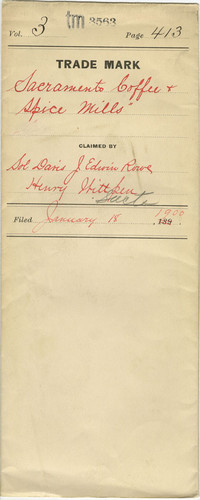 Vol. 3 tm 3563 Page 413
TRADE MARK
"Sacramento Coffee &
Spice Mills"
CLAIMED BY
Sol Davis J. Edwin Rowe
Henry
Filed January 18 1900 189